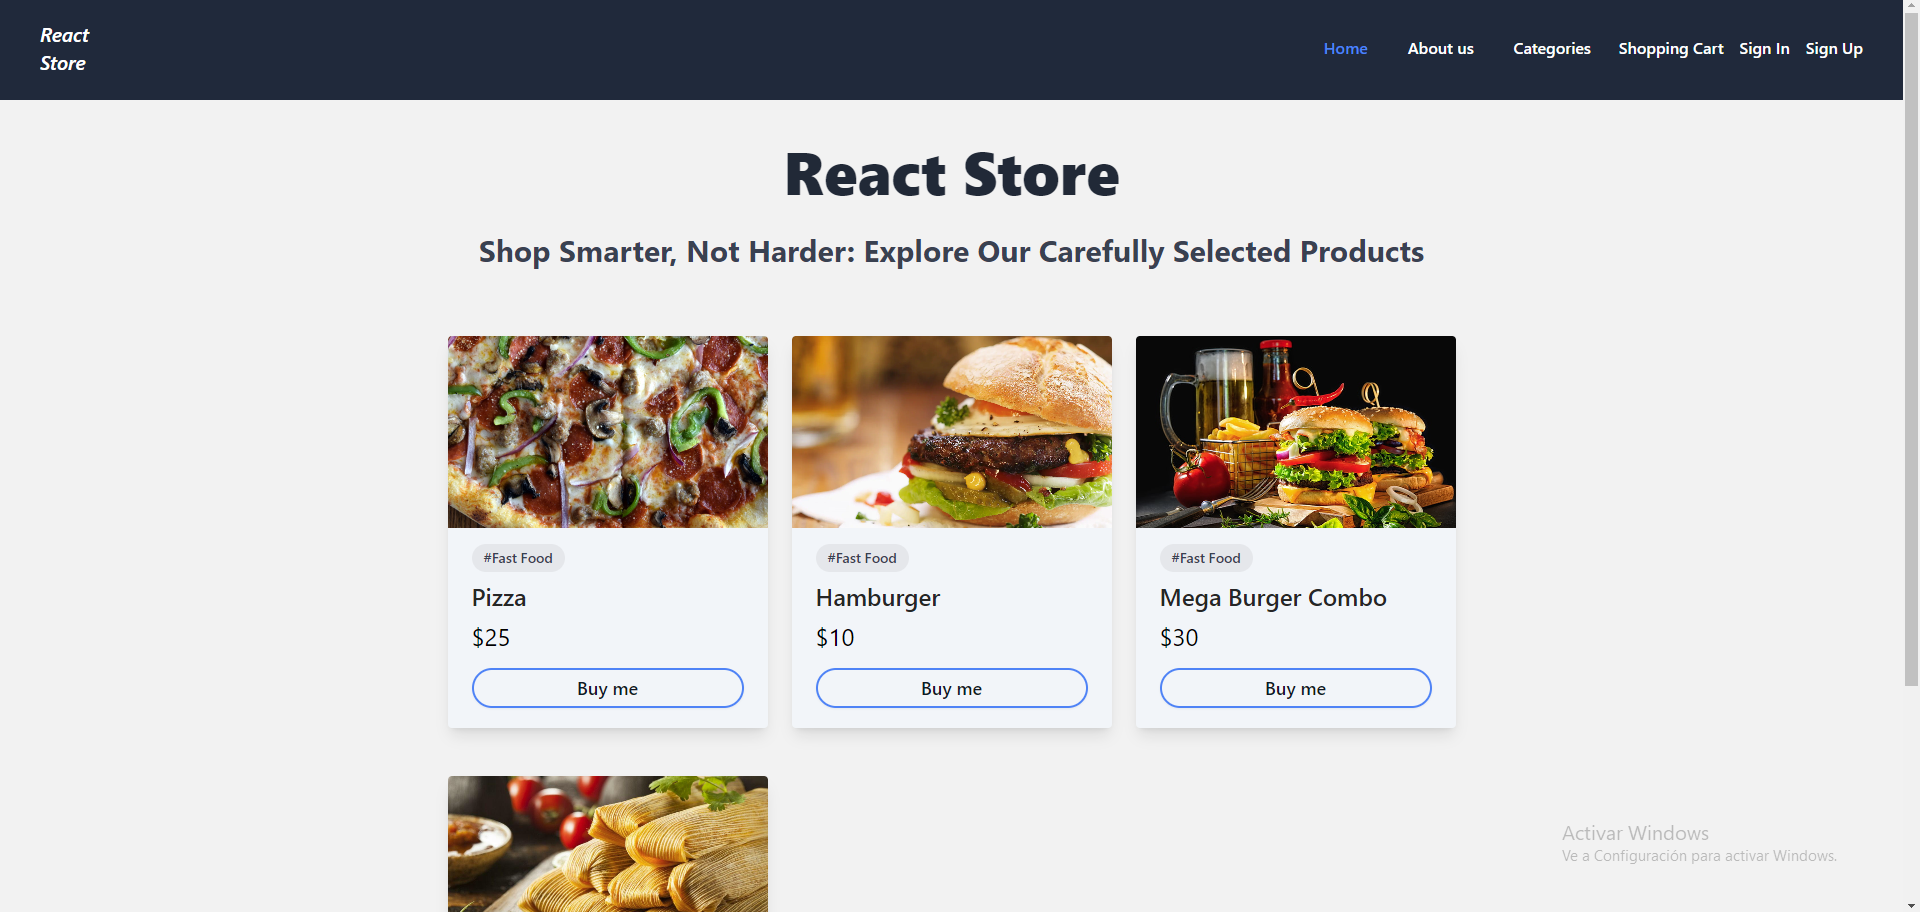 React
Store
Home About us Categories Shopping Cart Sign In Sign Up
React Store
Shop Smarter, Not Harder: Explore Our Carefully Selected Products
#Fast Food #Fast Food #Fast Food
Pizza Hamburger Mega Burger Combo
$25 $10 $30
Buy me Buy me Buy me
Activar Windows
Ve a Configuración para activar Windows.